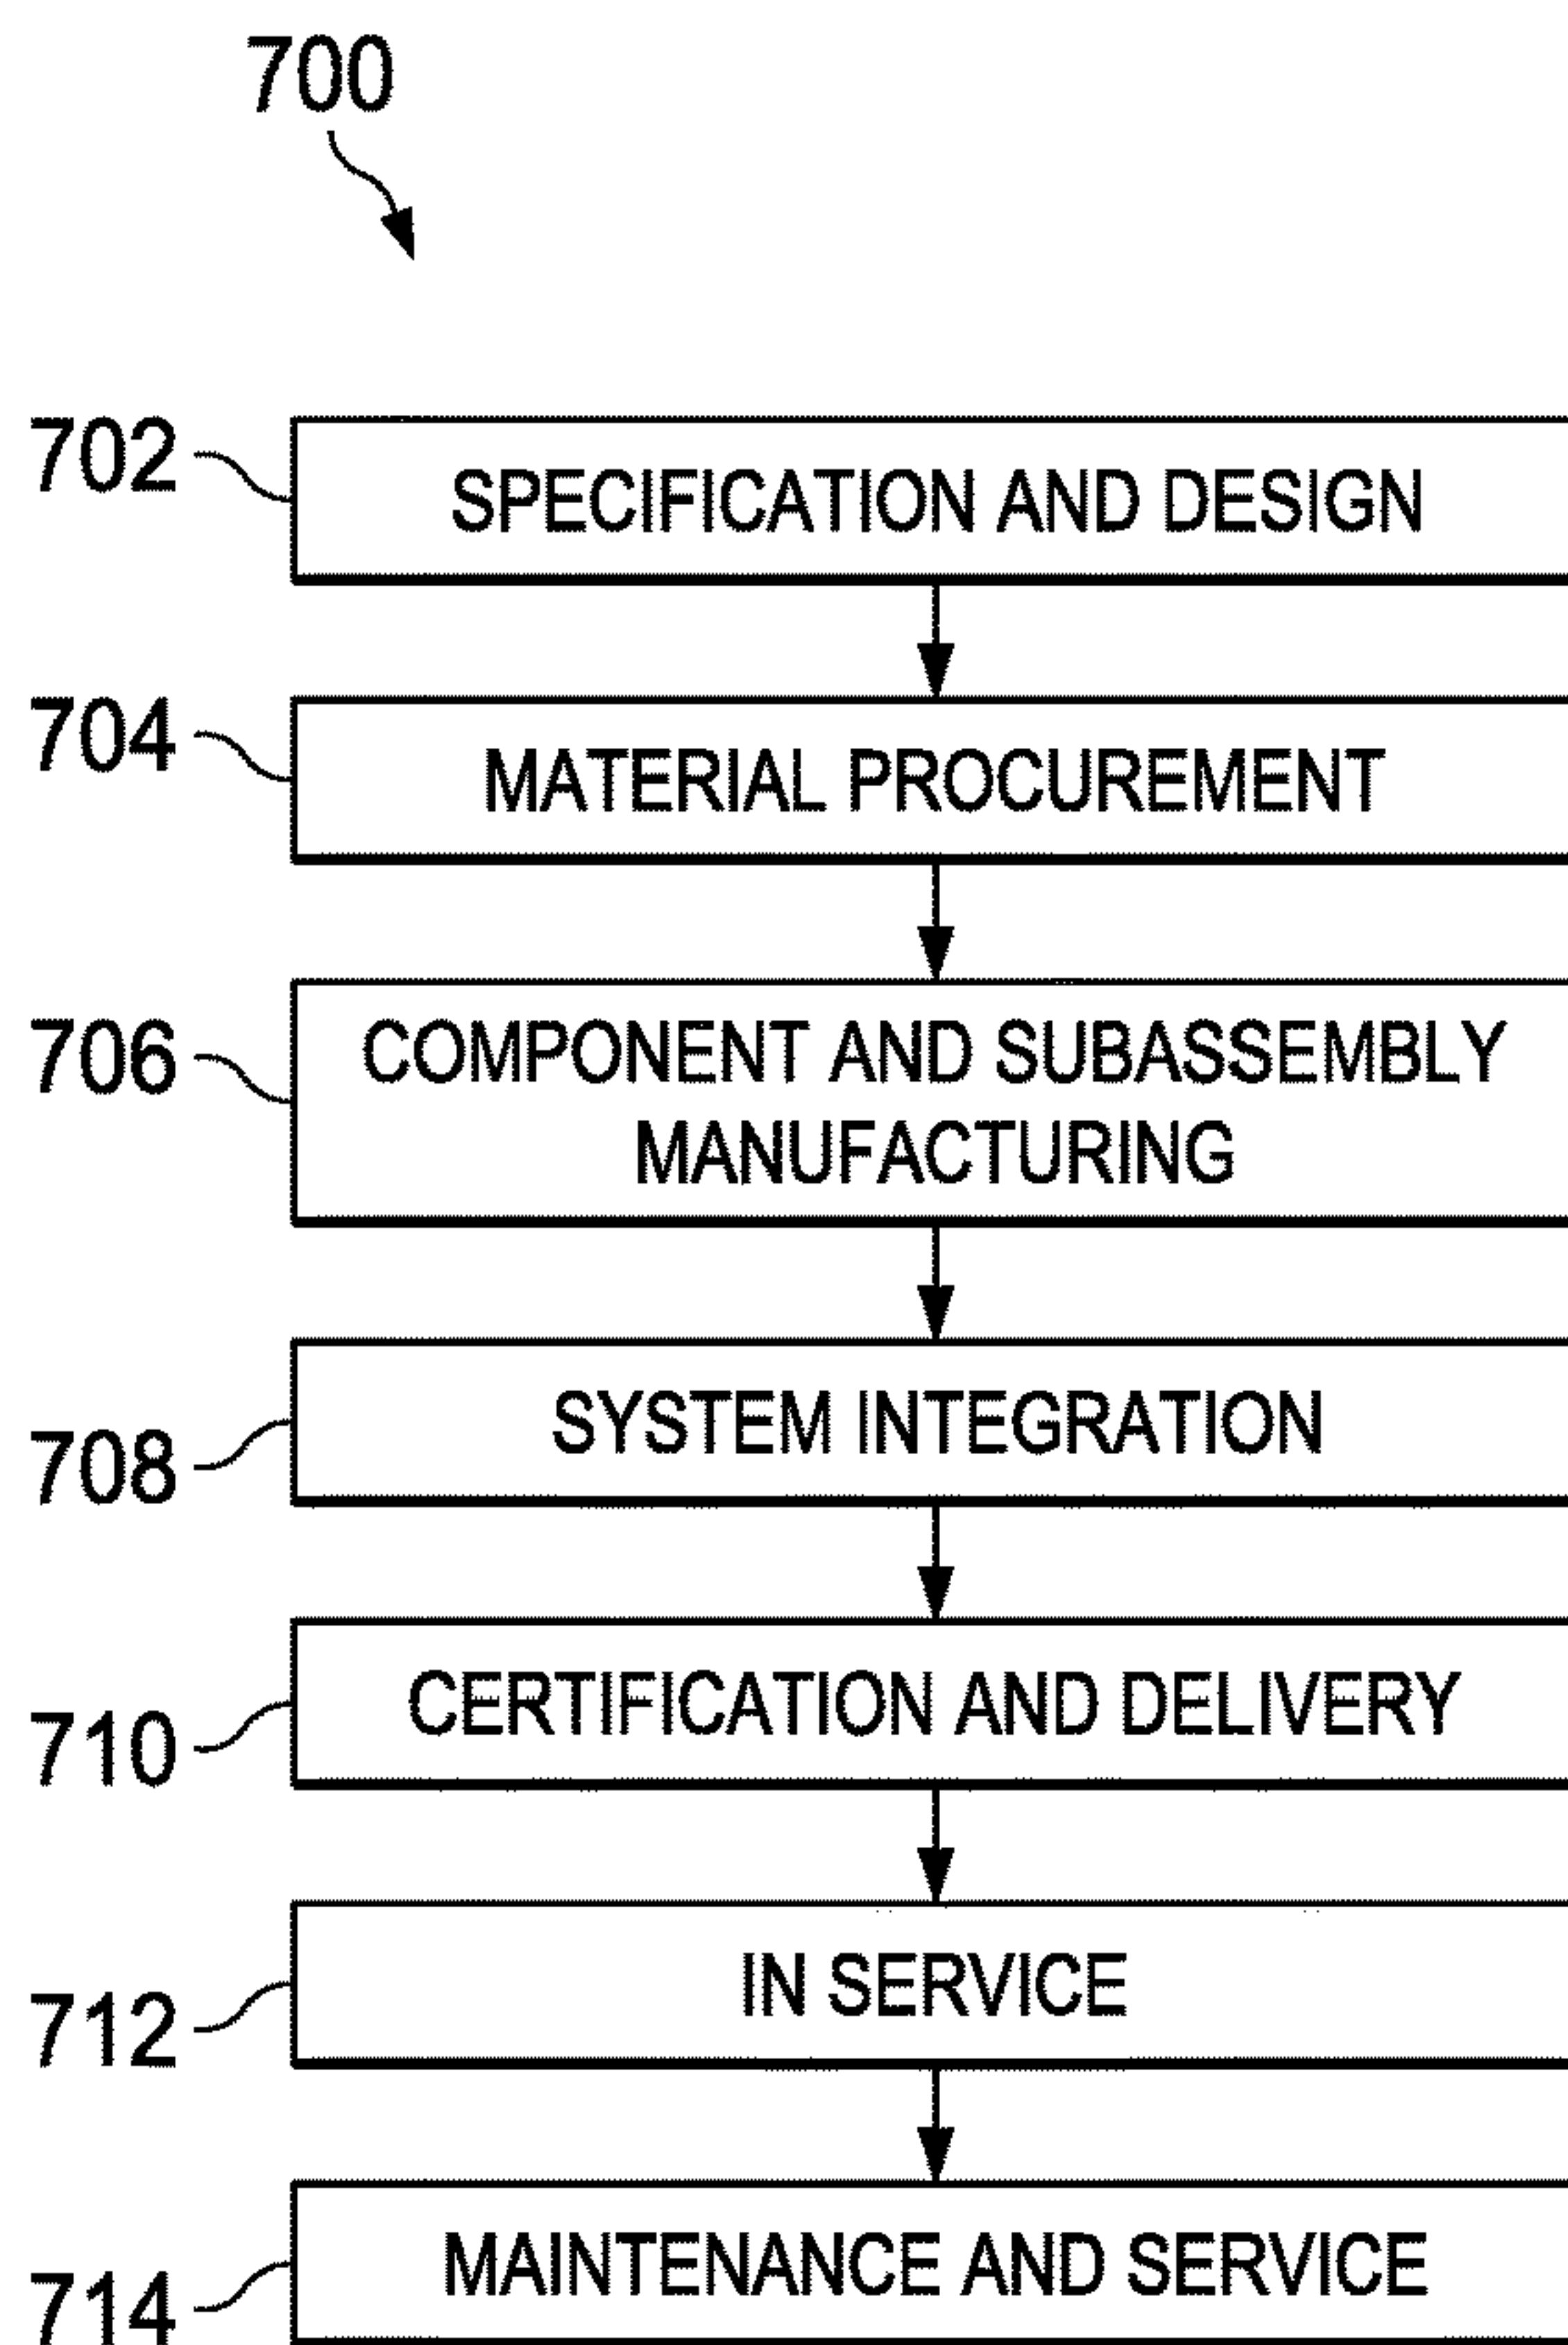 700
702
SPECIFICATION AND DESIGN
704
MATERIAL PROCUREMENT
706
COMPONENT AND SUBASSEMBLY
MANUFACTURING
708
SYSTEM INTEGRATION
710
CERTIFICATION AND DELIVERY
712
IN SERVICE
714
MAINTENANCE AND SERVICE